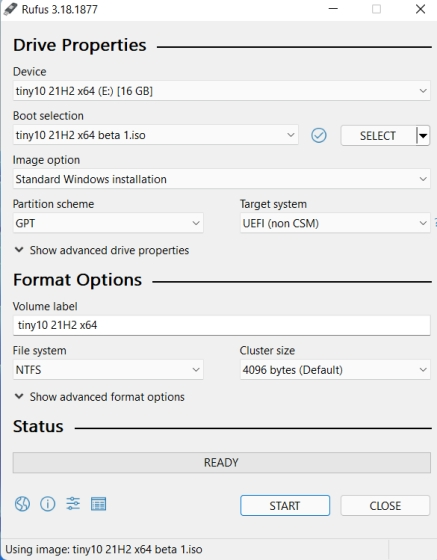 Rufus 3.18.1877
Drive Properties
Device
tiny10 21H2 x64 (E:) [16 GB]
Boot selection
tiny10 21H2 x64 beta 1.iso
SELECT
Image option
Standard Windows installation
Partition scheme
Target system
GPT
UEFI (non CSM)
?
Show advanced drive properties
Format Options
Volume label
tiny10 21H2 x64
File system
Cluster size
NTFS
4096 bytes (Default)
Show advanced format options
Status
READY
START
CLOSE
Using image: tiny10 21H2 x64 beta 1.iso